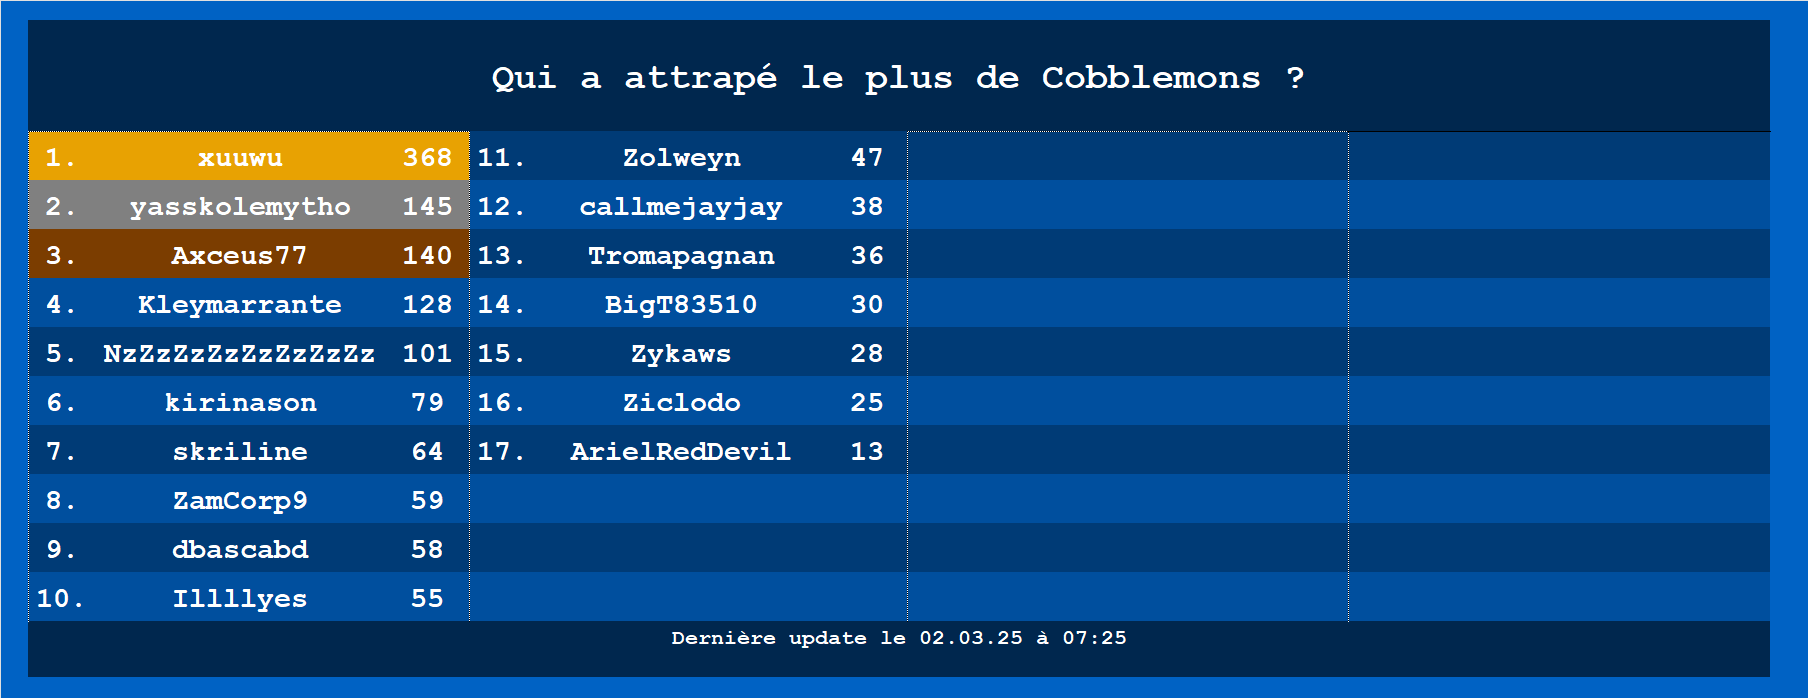 Qui a attrapé le plus de Cobblemons ?
1. xuuwu 368
2. yasskolemytho 145
3. Axceus77 140
4. Kleymarrante 128
5. NzZzZzZzZzZzZzZz 101
6. kirinason 79
7. skriline 64
8. ZamCorp9 59
9. dbascabd 58
10. Illlllyes 55
11. Zolweyn 47
12. callmejayjay 38
13. Tromapagnan 36
14. BigT83510 30
15. Zykaws 28
16. Ziclodo 25
17. ArielRedDevil 13
Dernière update le 02.03.25 à 07:25